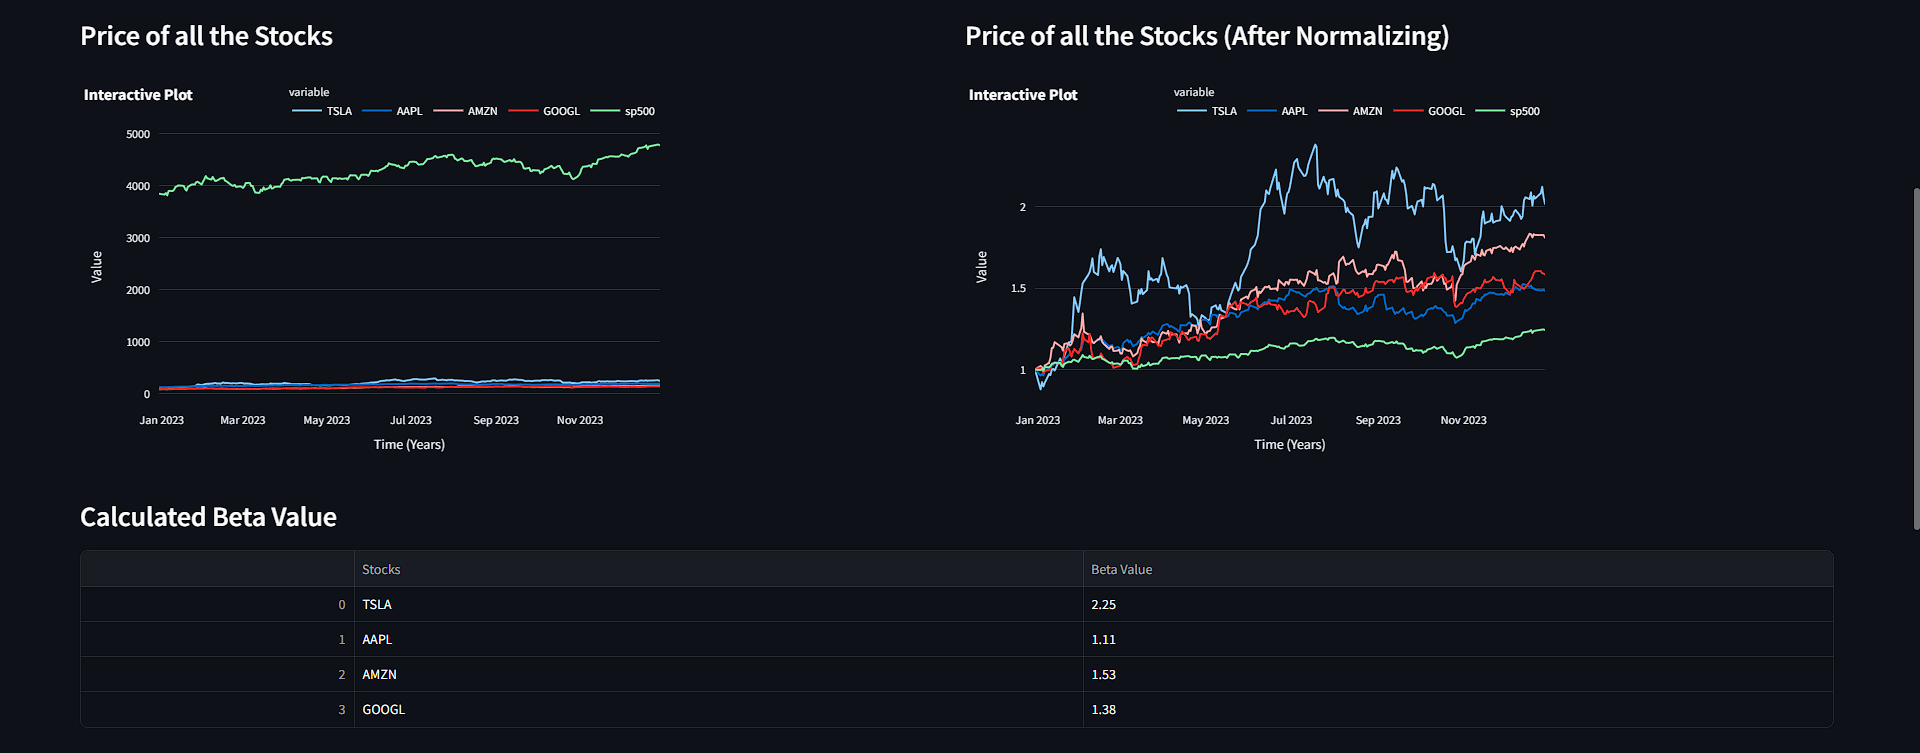 Price of all the Stocks
Interactive Plot
variable
TSLA AAPL AMZN GOOGL sp500
Value
5000
4000
3000
2000
1000
0
Jan 2023 Mar 2023 May 2023 Jul 2023 Sep 2023 Nov 2023
Time (Years)
Price of all the Stocks (After Normalizing)
Interactive Plot
variable
TSLA AAPL AMZN GOOGL sp500
Value
2
1.5
1
Jan 2023 Mar 2023 May 2023 Jul 2023 Sep 2023 Nov 2023
Time (Years)
Calculated Beta Value
Stocks Beta Value
0 TSLA 2.25
1 AAPL 1.11
2 AMZN 1.53
3 GOOGL 1.38